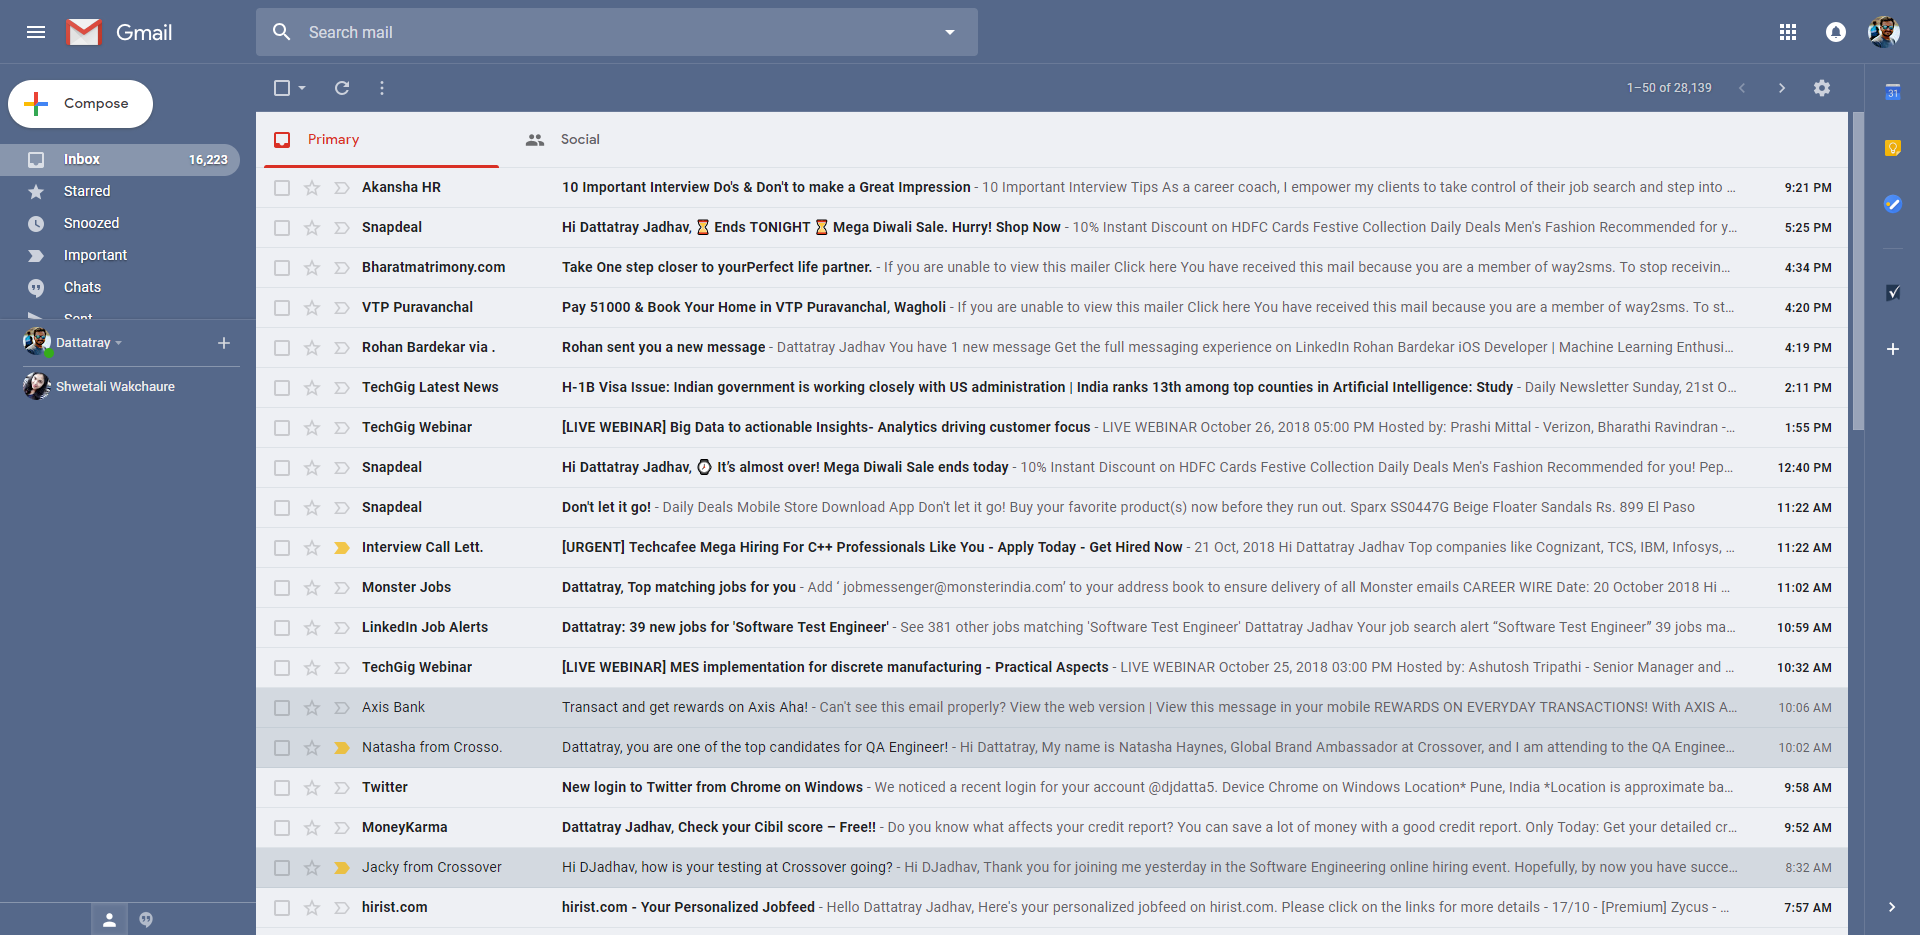 Gmail
Search mail
Compose
1–50 of 28,139
31
Inbox 16,223
Starred
Snoozed
Important
Chats
Sent
Dattatray
Shwetali Wakchaure
Primary
Social
Akansha HR 10 Important Interview Do's & Don't to make a Great Impression - 10 Important Interview Tips As a career coach, I empower my clients to take control of their job search and step into … 9:21 PM
Snapdeal Hi Dattatray Jadhav, ⌛ Ends TONIGHT ⌛ Mega Diwali Sale. Hurry! Shop Now - 10% Instant Discount on HDFC Cards Festive Collection Daily Deals Men's Fashion Recommended for y… 5:25 PM
Bharatmatrimony.com Take One step closer to yourPerfect life partner. - If you are unable to view this mailer Click here You have received this mail because you are a member of way2sms. To stop receivin… 4:34 PM
VTP Puravanchal Pay 51000 & Book Your Home in VTP Puravanchal, Wagholi - If you are unable to view this mailer Click here You have received this mail because you are a member of way2sms. To st… 4:20 PM
Rohan Bardekar via . Rohan sent you a new message - Dattatray Jadhav You have 1 new message Get the full messaging experience on LinkedIn Rohan Bardekar iOS Developer | Machine Learning Enthusi… 4:19 PM
TechGig Latest News H-1B Visa Issue: Indian government is working closely with US administration | India ranks 13th among top counties in Artificial Intelligence: Study - Daily Newsletter Sunday, 21st O… 2:11 PM
TechGig Webinar [LIVE WEBINAR] Big Data to actionable Insights- Analytics driving customer focus - LIVE WEBINAR October 26, 2018 05:00 PM Hosted by: Prashi Mittal - Verizon, Bharathi Ravindran -… 1:55 PM
Snapdeal Hi Dattatray Jadhav, ⌚ It's almost over! Mega Diwali Sale ends today - 10% Instant Discount on HDFC Cards Festive Collection Daily Deals Men's Fashion Recommended for you! Pep… 12:40 PM
Snapdeal Don't let it go! - Daily Deals Mobile Store Download App Don't let it go! Buy your favorite product(s) now before they run out. Sparx SS0447G Beige Floater Sandals Rs. 899 El Paso 11:22 AM
Interview Call Lett. [URGENT] Techcafee Mega Hiring For C++ Professionals Like You - Apply Today - Get Hired Now - 21 Oct, 2018 Hi Dattatray Jadhav Top companies like Cognizant, TCS, IBM, Infosys, … 11:22 AM
Monster Jobs Dattatray, Top matching jobs for you - Add ‘ jobmessenger@monsterindia.com’ to your address book to ensure delivery of all Monster emails CAREER WIRE Date: 20 October 2018 Hi … 11:02 AM
LinkedIn Job Alerts Dattatray: 39 new jobs for 'Software Test Engineer' - See 381 other jobs matching 'Software Test Engineer' Dattatray Jadhav Your job search alert “Software Test Engineer” 39 jobs ma… 10:59 AM
TechGig Webinar [LIVE WEBINAR] MES implementation for discrete manufacturing - Practical Aspects - LIVE WEBINAR October 25, 2018 03:00 PM Hosted by: Ashutosh Tripathi - Senior Manager and … 10:32 AM
Axis Bank Transact and get rewards on Axis Aha! - Can't see this email properly? View the web version | View this message in your mobile REWARDS ON EVERYDAY TRANSACTIONS! With AXIS A… 10:06 AM
Natasha from Crosso. Dattatray, you are one of the top candidates for QA Engineer! - Hi Dattatray, My name is Natasha Haynes, Global Brand Ambassador at Crossover, and I am attending to the QA Enginee… 10:02 AM
Twitter New login to Twitter from Chrome on Windows - We noticed a recent login for your account @djdatta5. Device Chrome on Windows Location* Pune, India *Location is approximate ba… 9:58 AM
MoneyKarma Dattatray Jadhav, Check your Cibil score – Free!! - Do you know what affects your credit report? You can save a lot of money with a good credit report. Only Today: Get your detailed cr… 9:52 AM
Jacky from Crossover Hi DJadhav, how is your testing at Crossover going? - Hi DJadhav, Thank you for joining me yesterday in the Software Engineering online hiring event. Hopefully, by now you have succe… 8:32 AM
hirist.com hirist.com - Your Personalized Jobfeed - Hello Dattatray Jadhav, Here's your personalized jobfeed on hirist.com. Please click on the links for more details - 17/10 - [Premium] Zycus - … 7:57 AM